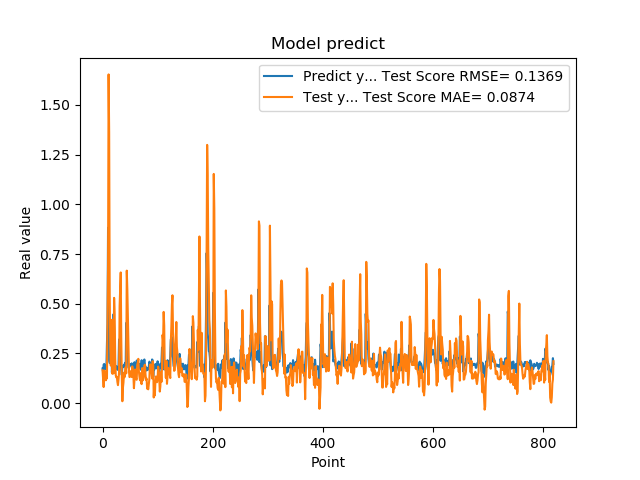 Model predict
Predict y... Test Score RMSE= 0.1369
Test y... Test Score MAE= 0.0874
Real value
1.50
1.25
1.00
0.75
0.50
0.25
0.00
0
200
400
600
800
Point